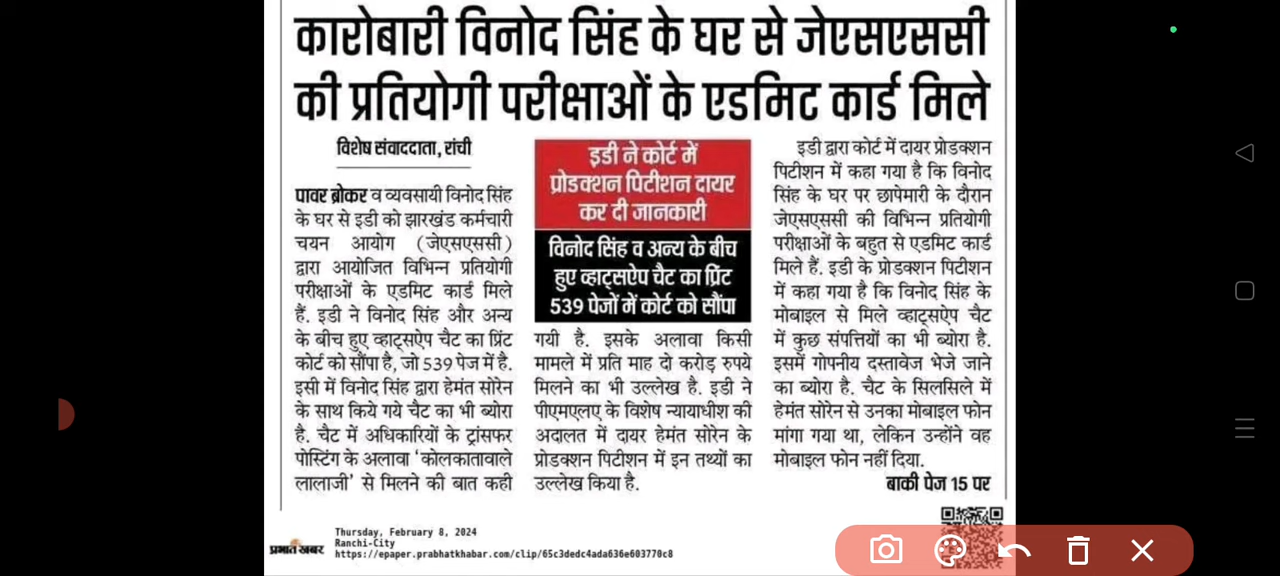 कारोबारी विनोद सिंह के घर से जेएसएससी
की प्रतियोगी परीक्षाओं के एडमिट कार्ड मिले
विशेष संवाददाता, रांची
पावर ब्रोकर व व्यवसायी विनोद सिंह
के घर से इडी को झारखंड कर्मचारी
चयन आयोग (जेएसएससी)
द्वारा आयोजित विभिन्न प्रतियोगी
परीक्षाओं के एडमिट कार्ड मिले
हैं. इडी ने विनोद सिंह और अन्य
के बीच हुए व्हाट्सऐप चैट का प्रिंट
कोर्ट को सौंपा है, जो 539 पेज में है.
इसी में विनोद सिंह द्वारा हेमंत सोरेन
के साथ किये गये चैट का भी ब्योरा
है. चैट में अधिकारियों के ट्रांसफर
पोस्टिंग के अलावा ‘कोलकातावाले
लालाजी’ से मिलने की बात कही
इडी ने कोर्ट में
प्रोडक्शन पिटीशन दायर
कर दी जानकारी
विनोद सिंह व अन्य के बीच
हुए व्हाट्सऐप चैट का प्रिंट
539 पेजों में कोर्ट को सौंपा
गयी है. इसके अलावा किसी
मामले में प्रति माह दो करोड़ रुपये
मिलने का भी उल्लेख है. इडी ने
पीएमएलए के विशेष न्यायाधीश की
अदालत में दायर हेमंत सोरेन के
प्रोडक्शन पिटीशन में इन तथ्यों का
उल्लेख किया है.
इडी द्वारा कोर्ट में दायर प्रोडक्शन
पिटीशन में कहा गया है कि विनोद
सिंह के घर पर छापेमारी के दौरान
जेएसएससी की विभिन्न प्रतियोगी
परीक्षाओं के बहुत से एडमिट कार्ड
मिले हैं. इडी के प्रोडक्शन पिटीशन
में कहा गया है कि विनोद सिंह के
मोबाइल से मिले व्हाट्सऐप चैट
में कुछ संपत्तियों का भी ब्योरा है.
इसमें गोपनीय दस्तावेज भेजे जाने
का ब्योरा है. चैट के सिलसिले में
हेमंत सोरेन से उनका मोबाइल फोन
मांगा गया था, लेकिन उन्होंने वह
मोबाइल फोन नहीं दिया.
बाकी पेज 15 पर
प्रभात खबर
Thursday, February 8, 2024
Ranchi-City
https://epaper.prabhatkhabar.com/clip/65c3dedc4ada636e603770c8